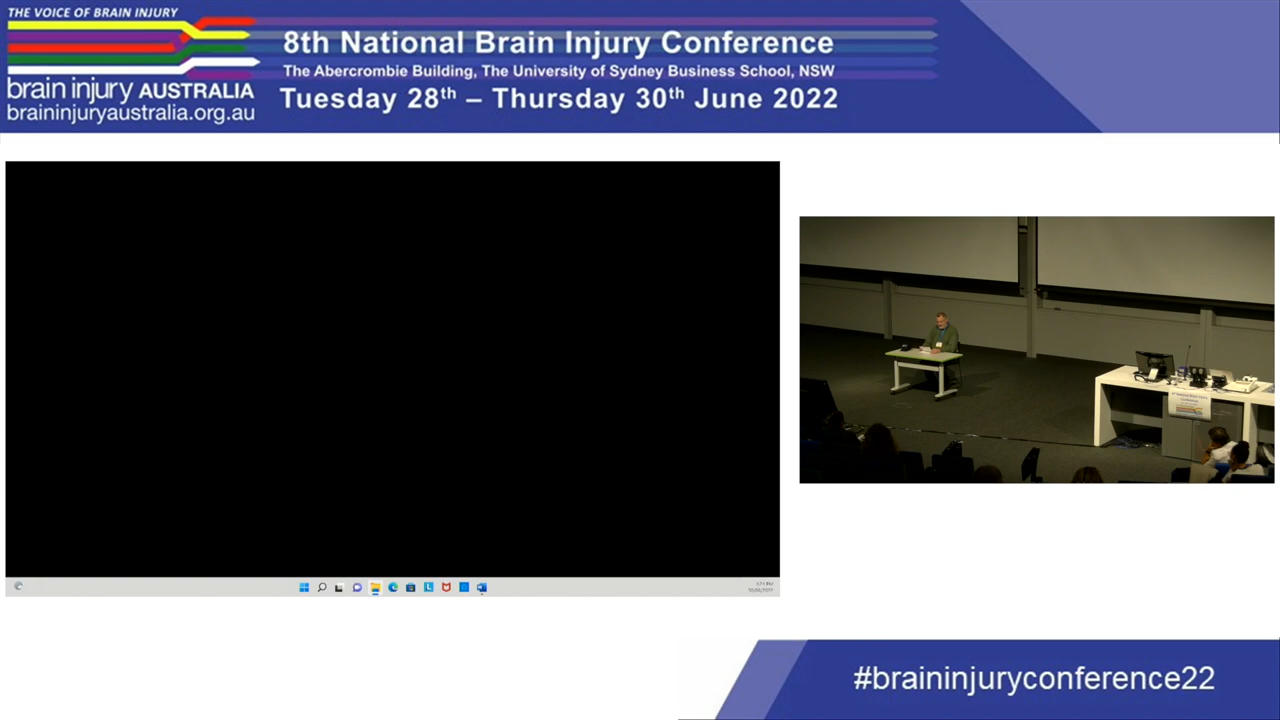 THE VOICE OF BRAIN INJURY
brain injury AUSTRALIA
braininjuryaustralia.org.au
8th National Brain Injury Conference
The Abercrombie Building, The University of Sydney Business School, NSW
Tuesday 28th – Thursday 30th June 2022
#braininjuryconference22